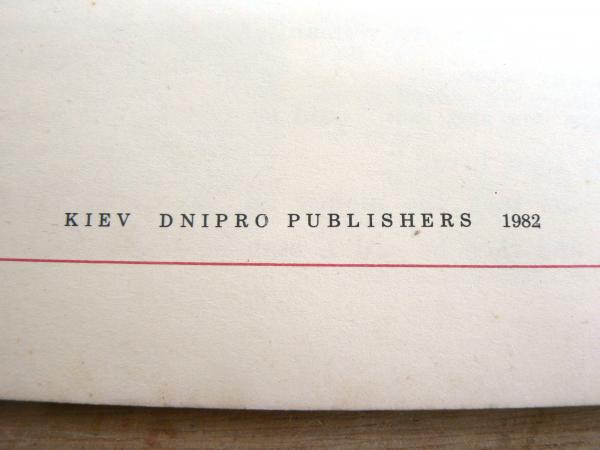 KIEV DNIPRO PUBLISHERS 1982